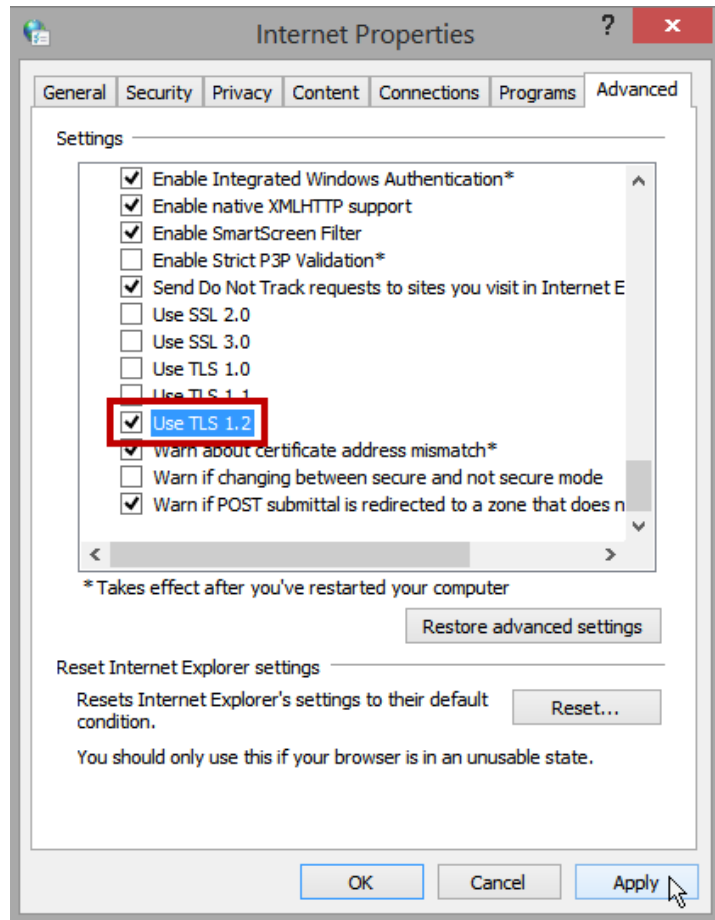 Internet Properties
?
x
General Security Privacy Content Connections Programs Advanced
Settings
Enable Integrated Windows Authentication*
Enable native XMLHTTP support
Enable SmartScreen Filter
Enable Strict P3P Validation*
Send Do Not Track requests to sites you visit in Internet E
Use SSL 2.0
Use SSL 3.0
Use TLS 1.0
Use TLS 1.1
Use TLS 1.2
Warn about certificate address mismatch*
Warn if changing between secure and not secure mode
Warn if POST submittal is redirected to a zone that does n
*Takes effect after you've restarted your computer
Restore advanced settings
Reset Internet Explorer settings
Resets Internet Explorer's settings to their default
condition.
Reset...
You should only use this if your browser is in an unusable state.
OK Cancel Apply